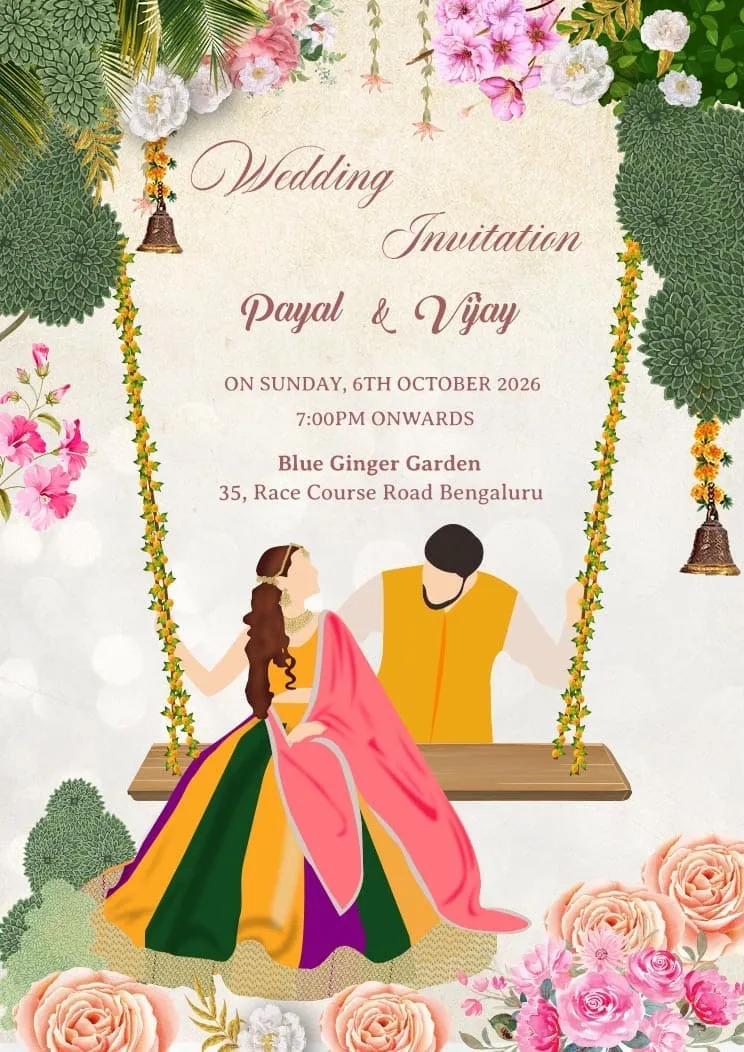 Wedding
Invitation
Payal & Vijay
ON SUNDAY, 6TH OCTOBER 2026
7:00PM ONWARDS
Blue Ginger Garden
35, Race Course Road Bengaluru